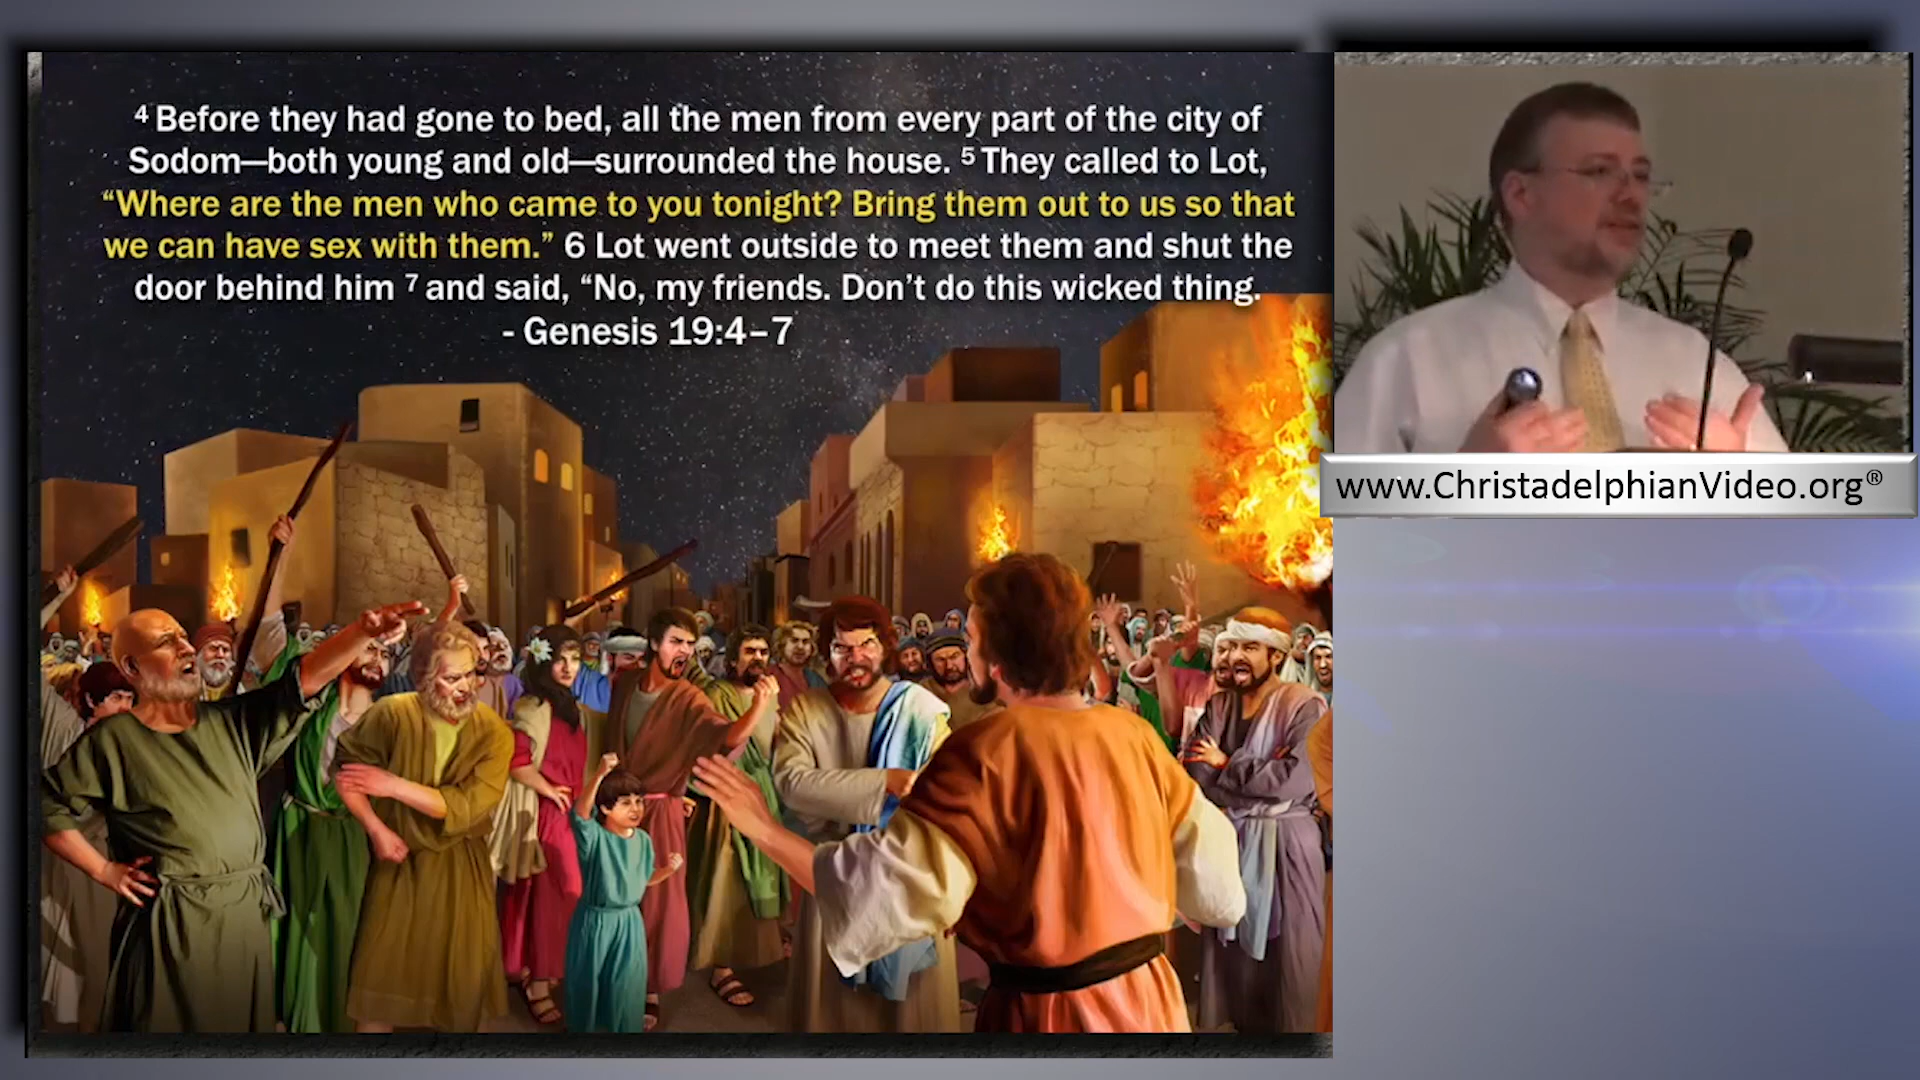 ⁴ Before they had gone to bed, all the men from every part of the city of
Sodom—both young and old—surrounded the house. ⁵ They called to Lot,
“Where are the men who came to you tonight? Bring them out to us so that
we can have sex with them.” 6 Lot went outside to meet them and shut the
door behind him ⁷ and said, “No, my friends. Don’t do this wicked thing.
- Genesis 19:4–7
www.ChristadelphianVideo.org®